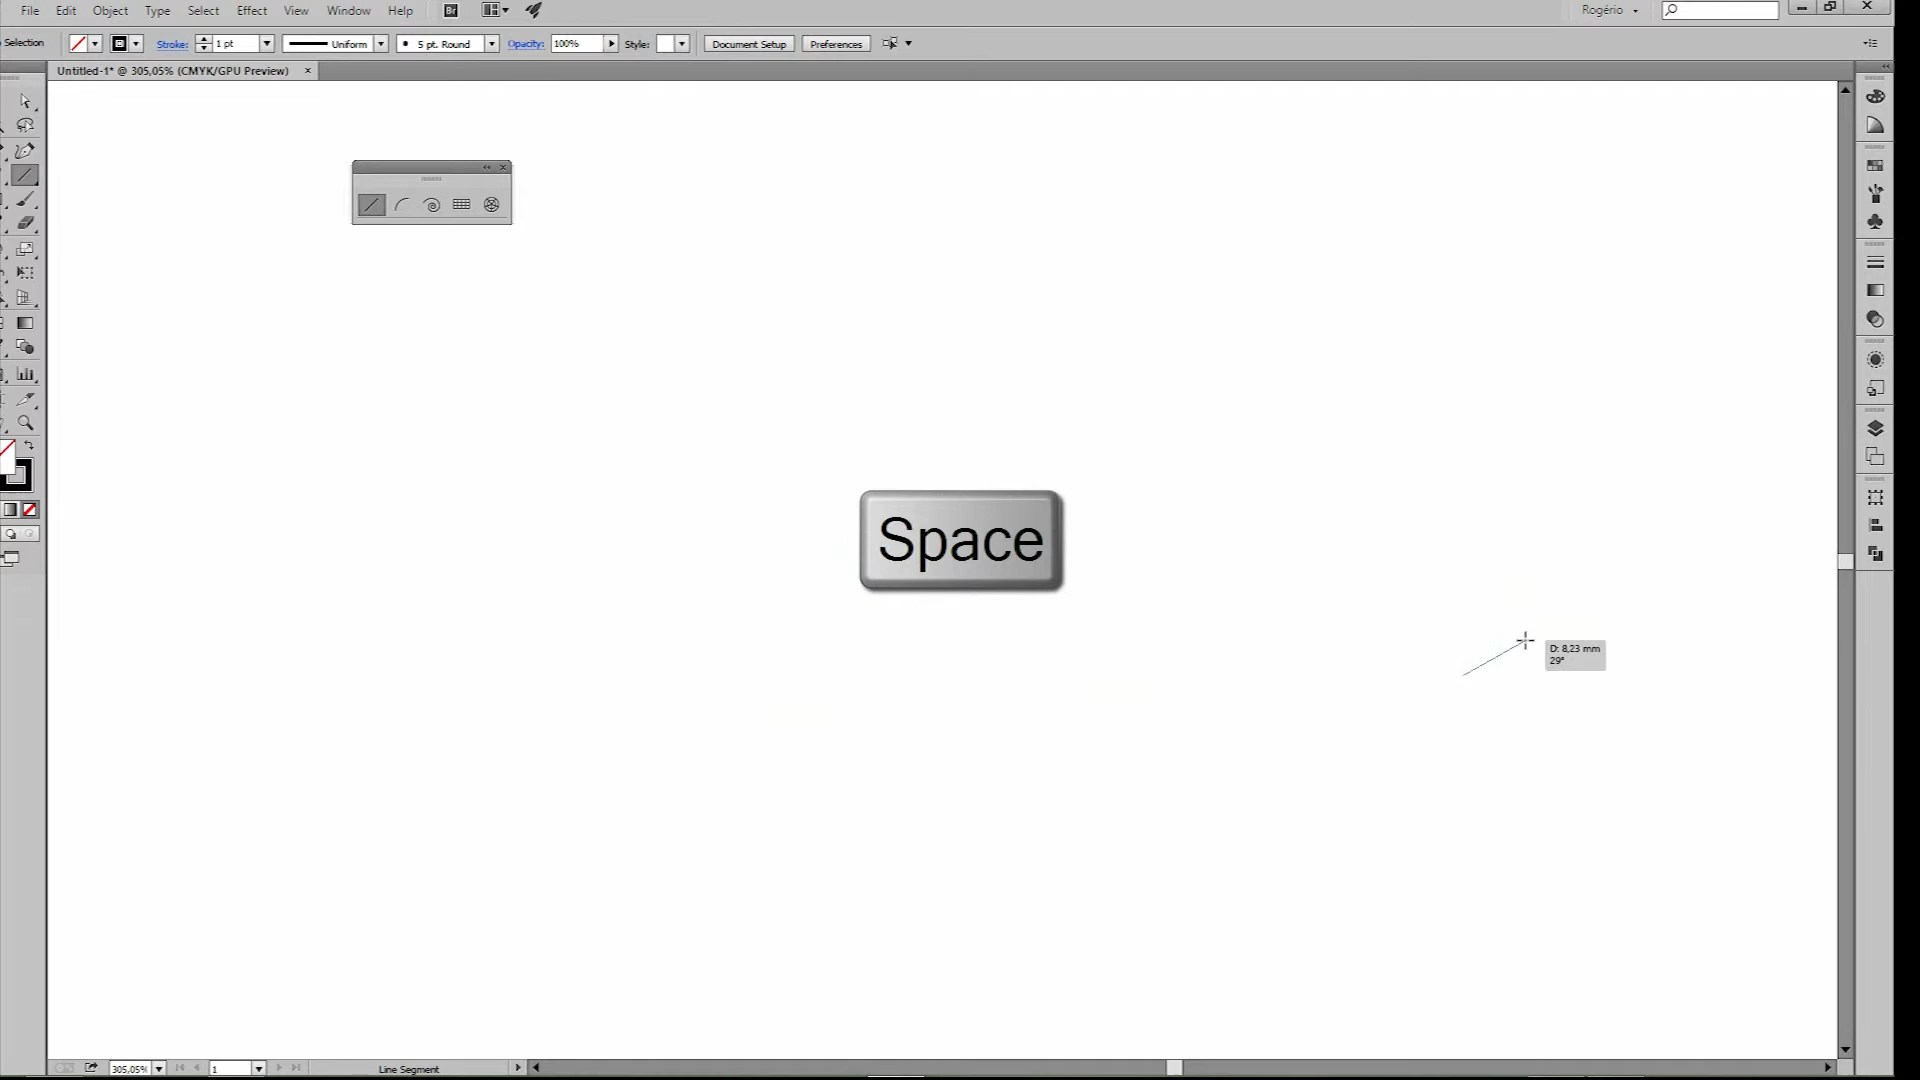 File Edit Object Type Select Effect View Window Help Br Rogério
Selection Stroke: 1 pt Uniform 5 pt. Round Opacity: 100% Style: Document Setup Preferences
Untitled-1* @ 305,05% (CMYK/GPU Preview)
Space
D: 8,23 mm
29°
305,05% 1 Line Segment